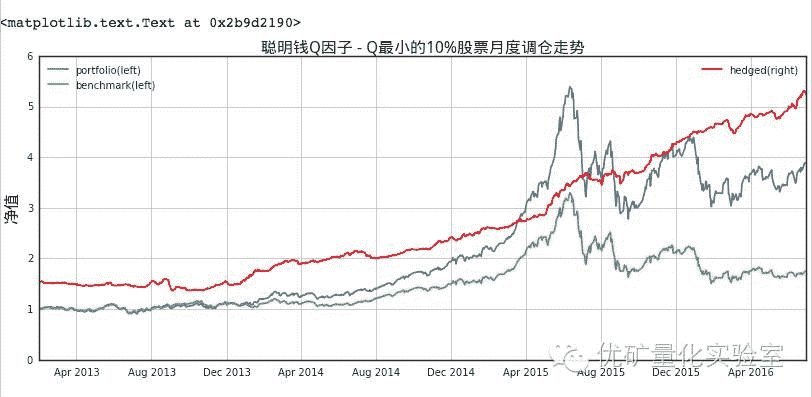 <matplotlib.text.Text at 0x2b9d2190>
聪明钱Q因子 - Q最小的10%股票月度调仓走势
portfolio(left)
benchmark(left)
hedged(right)
净值
6
5
4
3
2
1
0
Apr 2013 Aug 2013 Dec 2013 Apr 2014 Aug 2014 Dec 2014 Apr 2015 Aug 2015 Dec 2015 Apr 2016
优矿量化实验室